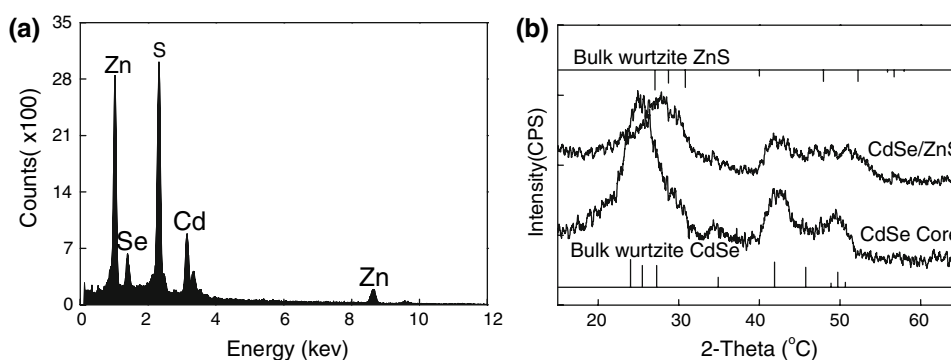 (a)
35
28
21
14
7
0
Counts( x100)
Zn
S
Se
Cd
Zn
0 2 4 6 8 10 12
Energy (kev)
(b)
Bulk wurtzite ZnS
CdSe/ZnS
CdSe Core
Bulk wurtzite CdSe
Intensity(CPS)
20 30 40 50 60
2-Theta (°C)